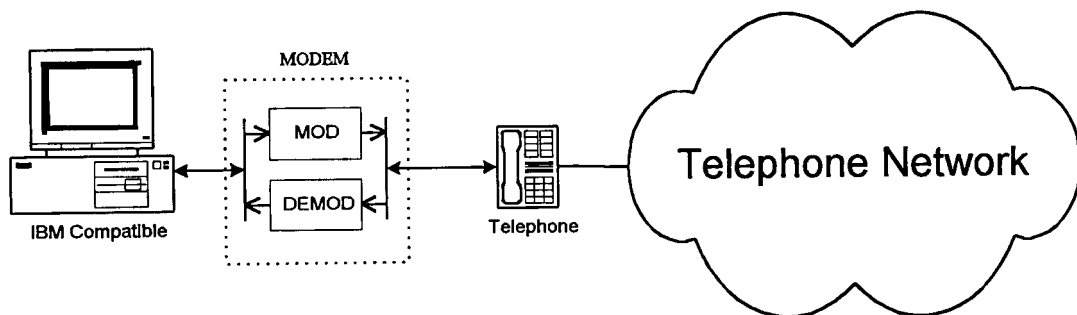 MODEM
MOD
DEMOD
IBM Compatible
Telephone
Telephone Network